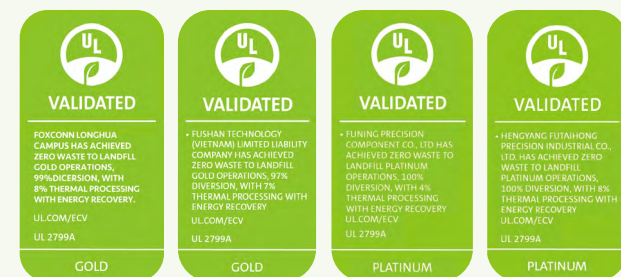 UL
VALIDATED
FOXCONN LONGHUA
CAMPUS HAS ACHIEVED
ZERO WASTE TO LANDFLL
GOLD OPERATIONS,
99%DICERSION, WITH
8% THERMAL PROCESSING
WITH ENERGY RECOVERY.
UL.COM/ECV
UL 2799A
GOLD
UL
VALIDATED
• FUSHAN TECHNOLOGY
(VIETNAM) LIMITED LIABILITY
COMPANY HAS ACHIEVED
ZERO WASTE TO LANDFILL
GOLD OPERATIONS, 97%
DIVERSION, WITH 7%
THERMAL PROCESSING WITH
ENERGY RECOVERY
UL.COM/ECV
UL 2799A
GOLD
UL
VALIDATED
• FUNING PRECISION
COMPONENT CO., LTD HAS
ACHIEVED ZERO WASTE TO
LANDFILL PLATINUM
OPERATIONS, 100%
DIVERSION, WITH 4%
THERMAL PROCESSING
WITH ENERGY RECOVERY
UL.COM/ECV
UL 2799A
PLATINUM
UL
VALIDATED
• HENGYANG FUTAIHONG
PRECISION INDUSTRIAL CO.,
LTD. HAS ACHIEVED ZERO
WASTE TO LANDFILL
PLATINUM OPERATIONS,
100% DIVERSION, WITH 8%
THERMAL PROCESSING WITH
ENERGY RECOVERY
UL.COM/ECV
UL 2799A
PLATINUM